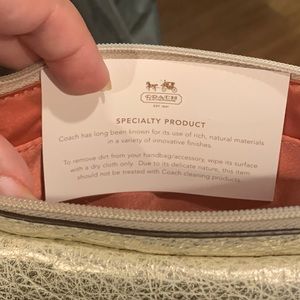 COACH
EST. 1941
SPECIALTY PRODUCT
Coach has long been known for its use of rich, natural materials
in a variety of innovative finishes.
To remove dirt from your handbag/accessory, wipe its surface
with a dry cloth only. Due to its delicate nature, this item
should not be treated with Coach cleaning products.